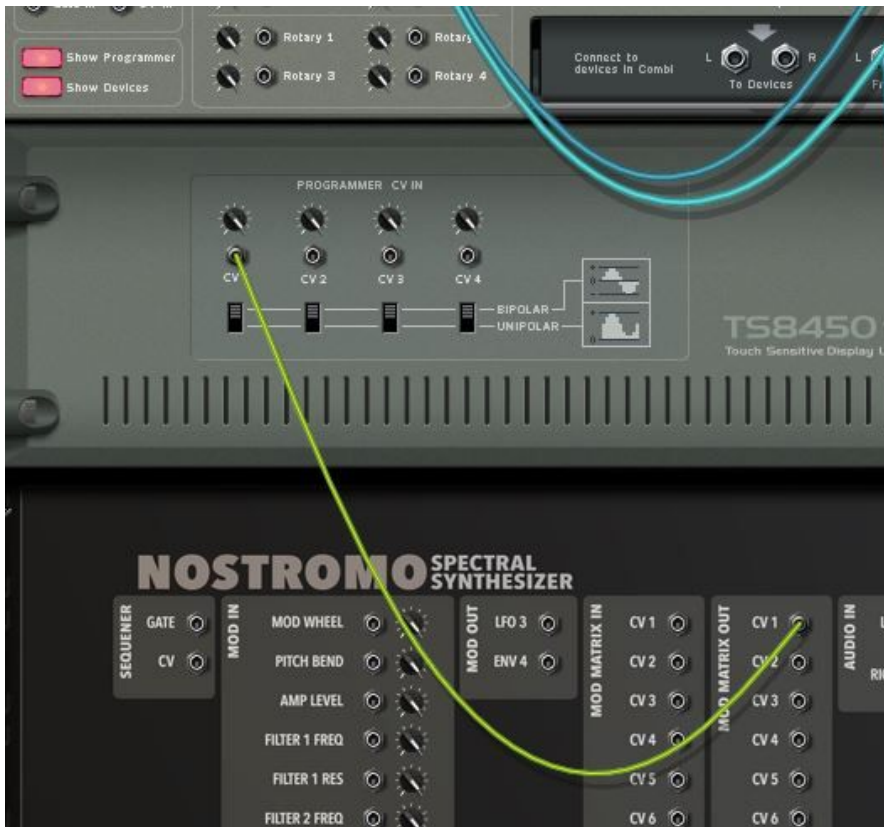 Rotary 1
Rotary
Show Programmer
Rotary 3
Rotary 4
Show Devices
Connect to
devices in Combi
L
R
L
To Devices
PROGRAMMER CV IN
CV
CV 2
CV 3
CV 4
BIPOLAR
UNIPOLAR
TS8450
Touch Sensitive Display
NOSTROMO
SPECTRAL
SYNTHESIZER
SEQUENER
GATE
CV
MOD IN
MOD WHEEL
PITCH BEND
AMP LEVEL
FILTER 1 FREQ
FILTER 1 RES
FILTER 2 FREQ
MOD OUT
LFO 3
ENV 4
MOD MATRIX IN
CV 1
CV 2
CV 3
CV 4
CV 5
CV 6
MOD MATRIX OUT
CV 1
CV 2
CV 3
CV 4
CV 5
CV 6
AUDIO IN